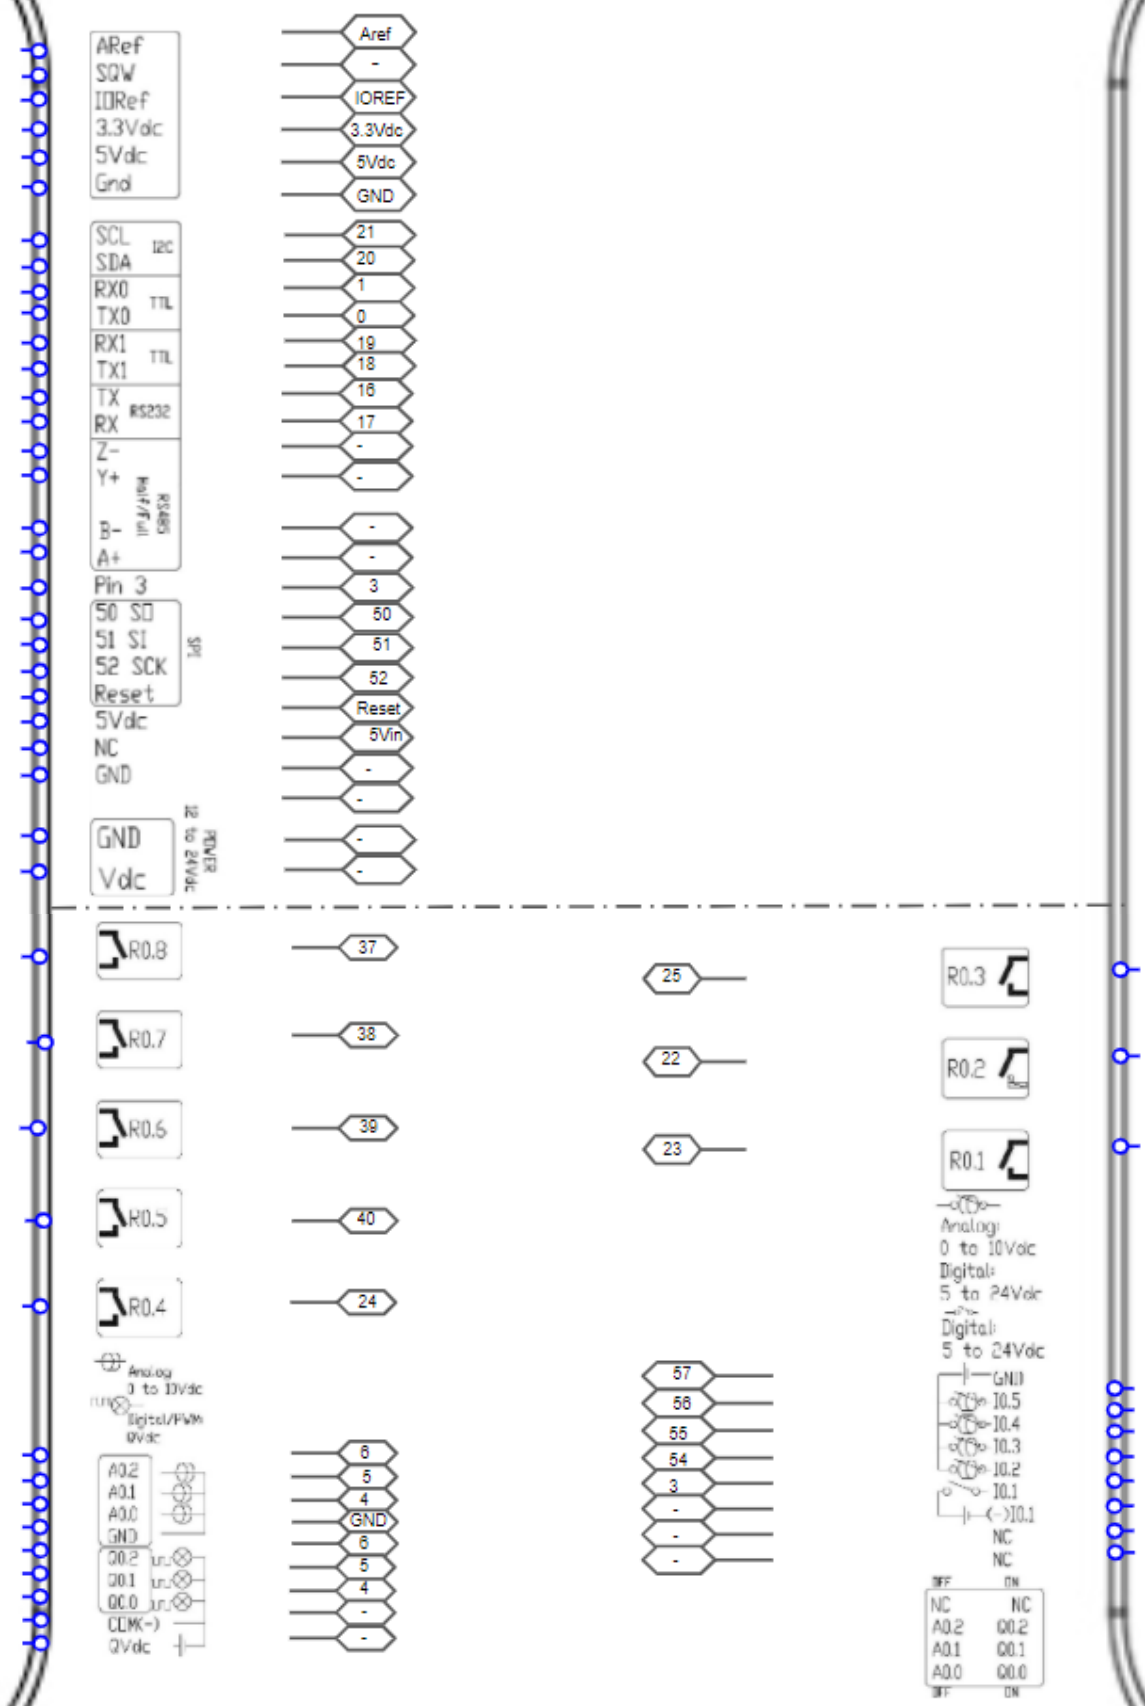 ARef
SQW
IORef
3.3Vdc
5Vdc
Gnd
Aref
-
IOREF
3.3Vdc
5Vdc
GND
SCL
SDA
I2C
RX0
TX0
TTL
RX1
TX1
TTL
TX
RX
RS232
Z-
Y+
B-
A+
RS485
Half/Full
Pin 3
50 SO
51 SI
52 SCK
Reset
SPI
5Vdc
NC
GND
21
20
1
0
19
18
16
17
-
-
-
-
3
50
51
52
Reset
5Vin
-
-
GND
Vdc
POWER
12 to 24Vdc
-
-
R0.8
R0.7
R0.6
R0.5
R0.4
37
38
39
40
24
25
22
23
R0.3
R0.2
R0.1
Analog:
0 to 10Vdc
Digital:
5 to 24Vdc
Digital:
5 to 24Vdc
GND
I0.5
I0.4
I0.3
I0.2
I0.1
(-)I0.1
NC
NC
57
56
55
54
3
-
-
-
Analog
0 to 10Vdc
Digital/PWM
QVdc
A0.2
A0.1
A0.0
GND
Q0.2
Q0.1
Q0.0
COM(-)
QVdc
6
5
4
GND
6
5
4
-
-
OFF ON
NC NC
A0.2 Q0.2
A0.1 Q0.1
A0.0 Q0.0
OFF ON